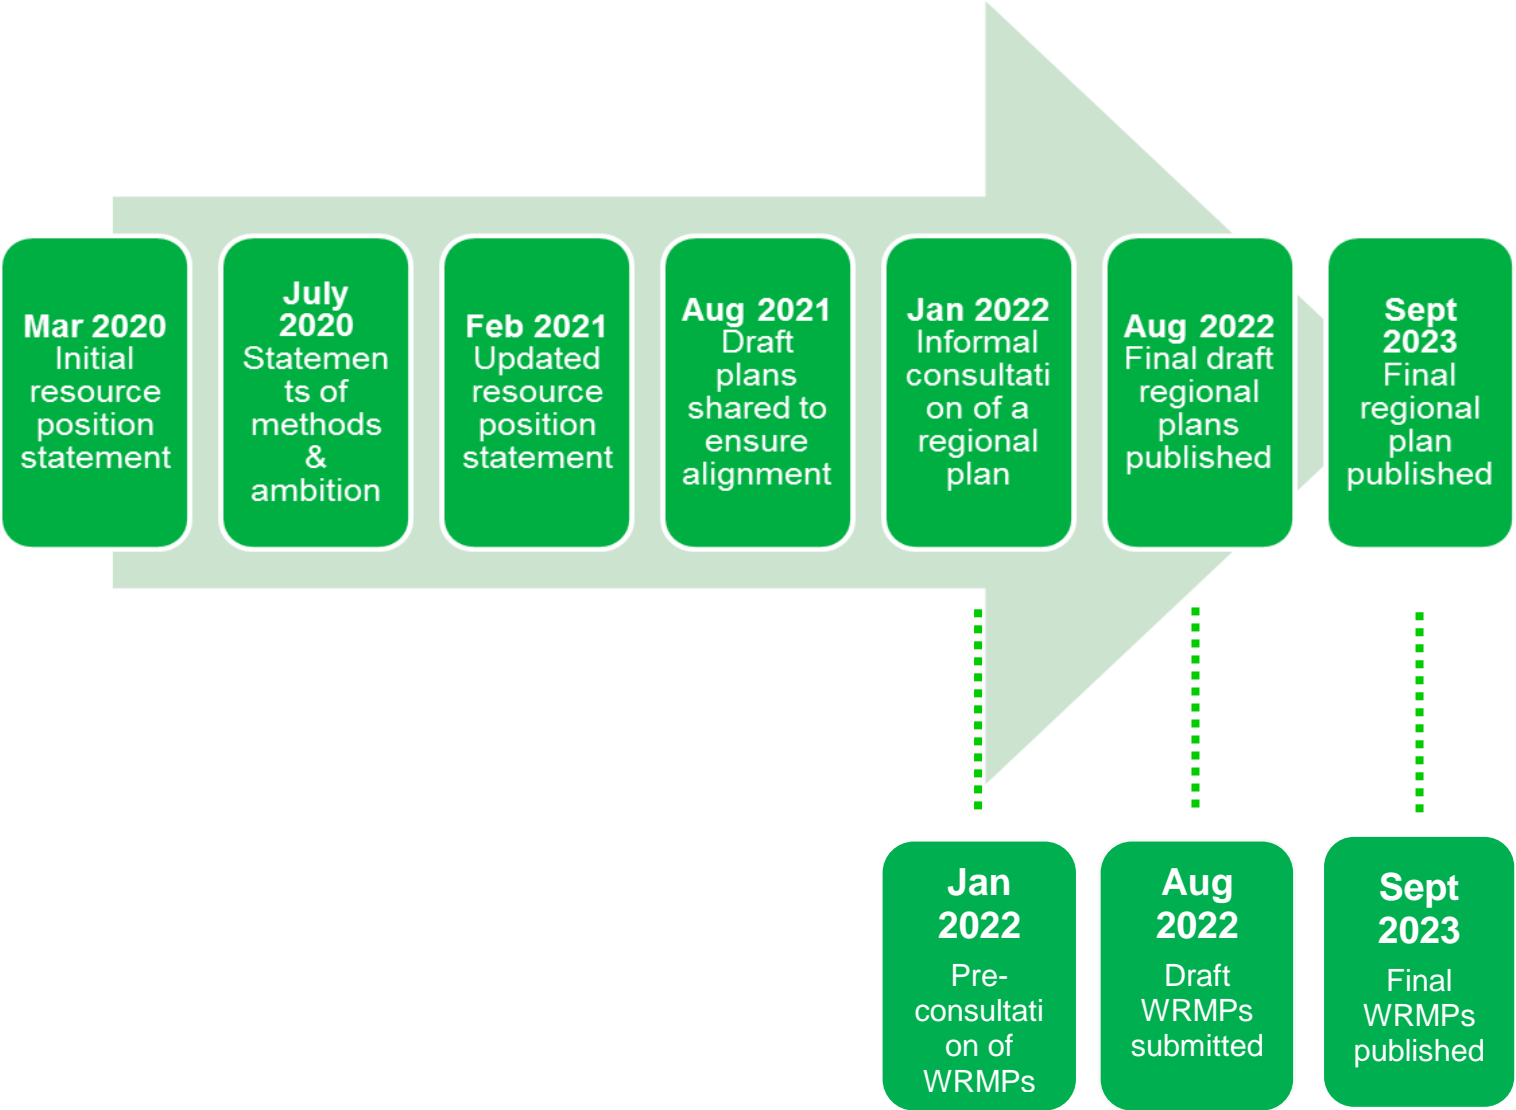 Mar 2020
Initial
resource
position
statement
July
2020
Statemen
ts of
methods
&
ambition
Feb 2021
Updated
resource
position
statement
Aug 2021
Draft
plans
shared to
ensure
alignment
Jan 2022
Informal
consultati
on of a
regional
plan
Aug 2022
Final draft
regional
plans
published
Sept
2023
Final
regional
plan
published
Jan
2022
Pre-
consultati
on of
WRMPs
Aug
2022
Draft
WRMPs
submitted
Sept
2023
Final
WRMPs
published